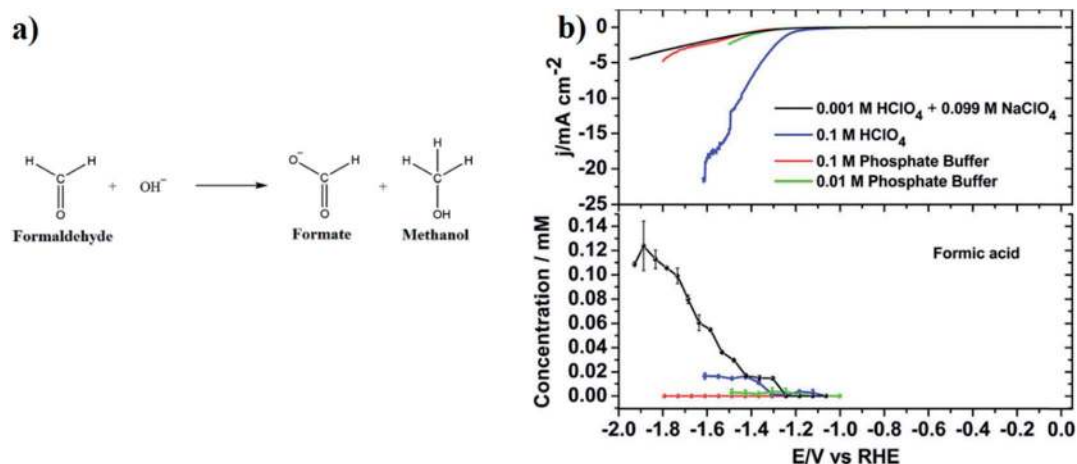 a)
H H
C
O
Formaldehyde
+
OH⁻
O⁻ H
C
O
Formate
+
H
H H
C
OH
Methanol
b)
j/mA cm⁻²
0
-5
-10
-15
-20
-25
0.001 M HClO₄ + 0.099 M NaClO₄
0.1 M HClO₄
0.1 M Phosphate Buffer
0.01 M Phosphate Buffer
Concentration / mM
0.14
0.12
0.10
0.08
0.06
0.04
0.02
0.00
Formic acid
-2.0 -1.8 -1.6 -1.4 -1.2 -1.0 -0.8 -0.6 -0.4 -0.2 0.0
E/V vs RHE